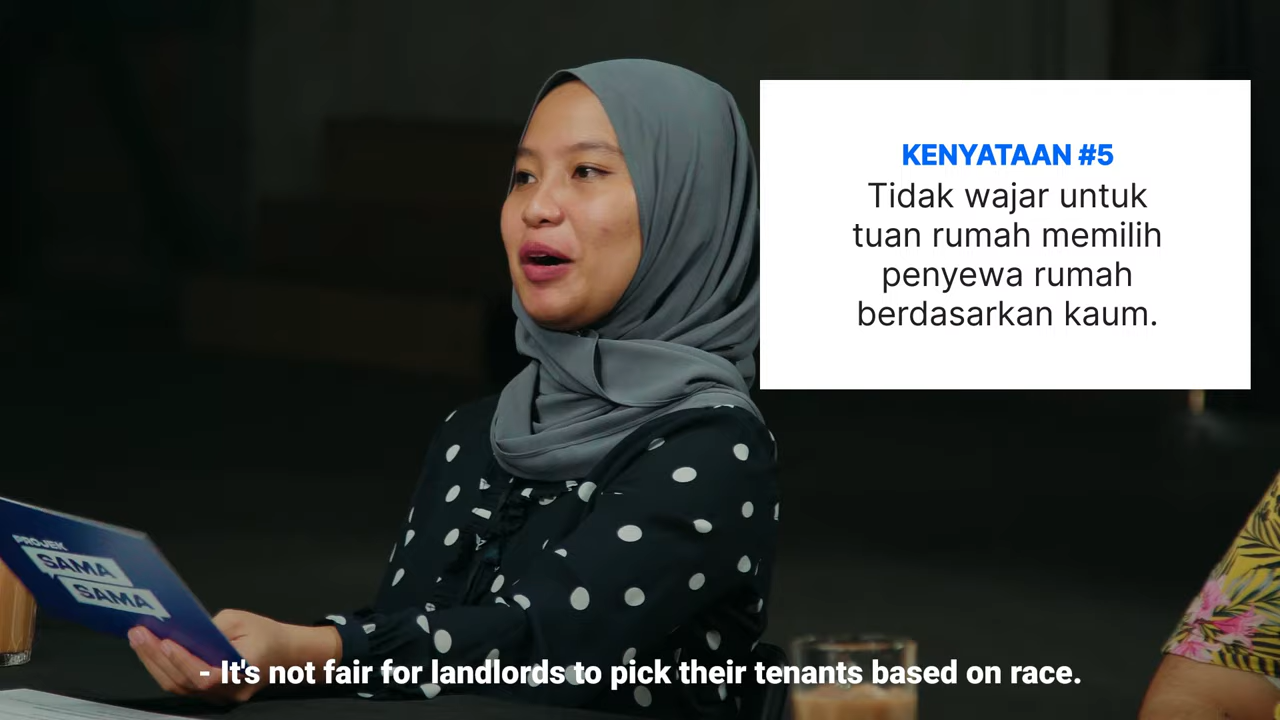 KENYATAAN #5
Tidak wajar untuk
tuan rumah memilih
penyewa rumah
berdasarkan kaum.
PROJEK
SAMA
SAMA
- It's not fair for landlords to pick their tenants based on race.